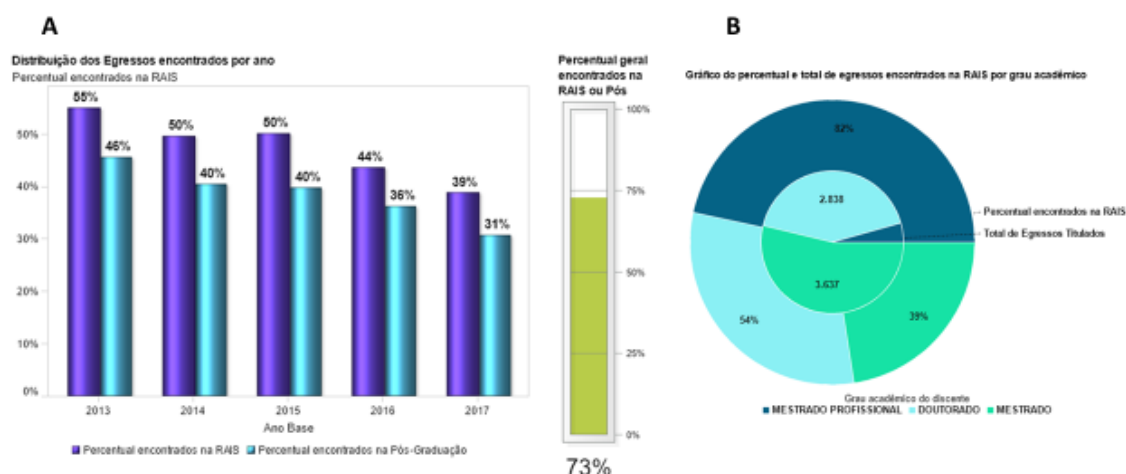 A
Distribuição dos Egressos encontrados por ano
Percentual encontrados na RAIS
55%
50%
50%
44%
39%
46%
40%
40%
36%
31%
50%
40%
30%
20%
10%
0%
2013
2014
2015
2016
2017
Ano Base
Percentual encontrados na RAIS
Percentual encontrados na Pós-Graduação
Percentual geral
encontrados na
RAIS ou Pós
100%
75%
50%
25%
0%
73%
B
Gráfico do percentual e total de egressos encontrados na RAIS por grau acadêmico
82%
2.838
3.637
54%
39%
Percentual encontrados na RAIS
Total de Egressos Titulados
Grau acadêmico do discente
MESTRADO PROFISSIONAL
DOUTORADO
MESTRADO